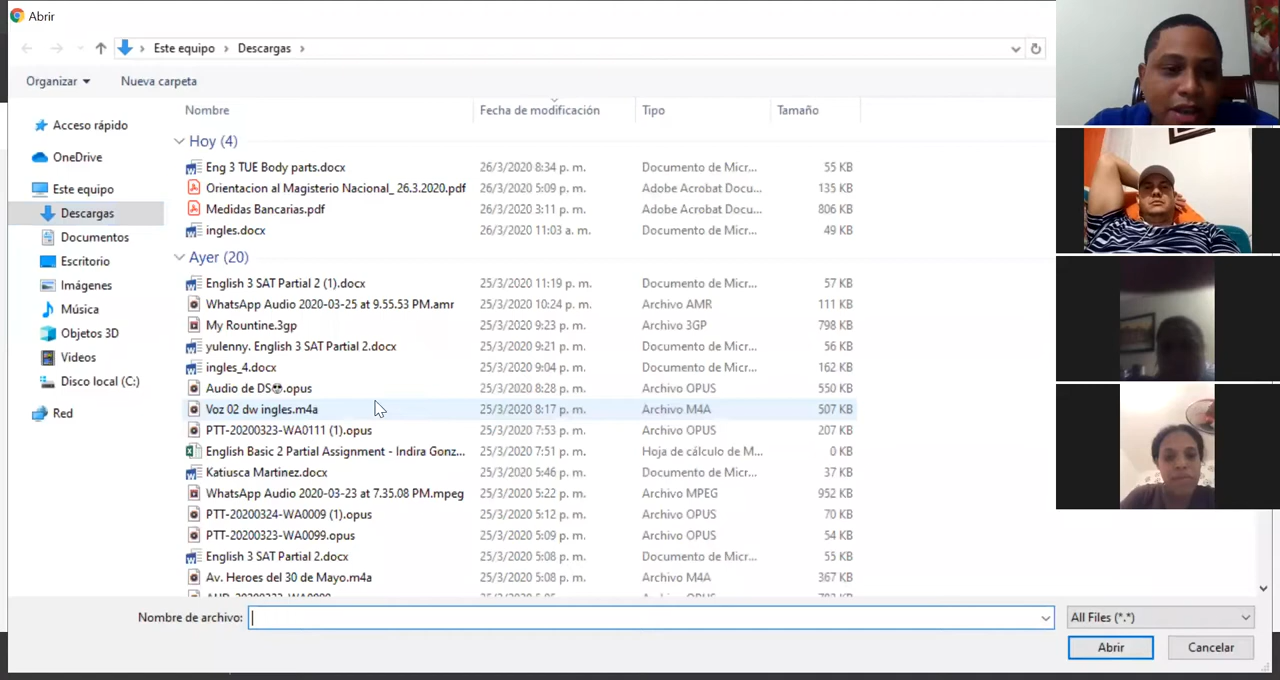 Abrir
Este equipo > Descargas >
Organizar Nueva carpeta
Nombre Fecha de modificación Tipo Tamaño
Acceso rápido
OneDrive
Este equipo
Descargas
Documentos
Escritorio
Imágenes
Música
Objetos 3D
Videos
Disco local (C:)
Red
Hoy (4)
Eng 3 TUE Body parts.docx 26/3/2020 8:34 p. m. Documento de Micr... 55 KB
Orientacion al Magisterio Nacional_ 26.3.2020.pdf 26/3/2020 5:09 p. m. Adobe Acrobat Docu... 135 KB
Medidas Bancarias.pdf 26/3/2020 3:11 p. m. Adobe Acrobat Docu... 806 KB
ingles.docx 26/3/2020 11:03 a. m. Documento de Micr... 49 KB
Ayer (20)
English 3 SAT Partial 2 (1).docx 25/3/2020 11:19 p. m. Documento de Micr... 57 KB
WhatsApp Audio 2020-03-25 at 9.55.53 PM.amr 25/3/2020 10:24 p. m. Archivo AMR 111 KB
My Rountine.3gp 25/3/2020 9:23 p. m. Archivo 3GP 798 KB
yulenny. English 3 SAT Partial 2.docx 25/3/2020 9:21 p. m. Documento de Micr... 56 KB
ingles_4.docx 25/3/2020 9:04 p. m. Documento de Micr... 162 KB
Audio de DS😎.opus 25/3/2020 8:28 p. m. Archivo OPUS 550 KB
Voz 02 dw ingles.m4a 25/3/2020 8:17 p. m. Archivo M4A 507 KB
PTT-20200323-WA0111 (1).opus 25/3/2020 7:53 p. m. Archivo OPUS 207 KB
English Basic 2 Partial Assignment - Indira Gonz... 25/3/2020 7:51 p. m. Hoja de cálculo de M... 0 KB
Katiusca Martinez.docx 25/3/2020 5:46 p. m. Documento de Micr... 37 KB
WhatsApp Audio 2020-03-23 at 7.35.08 PM.mpeg 25/3/2020 5:22 p. m. Archivo MPEG 952 KB
PTT-20200324-WA0009 (1).opus 25/3/2020 5:12 p. m. Archivo OPUS 70 KB
PTT-20200323-WA0099.opus 25/3/2020 5:09 p. m. Archivo OPUS 54 KB
English 3 SAT Partial 2.docx 25/3/2020 5:08 p. m. Documento de Micr... 55 KB
Av. Heroes del 30 de Mayo.m4a 25/3/2020 5:08 p. m. Archivo M4A 367 KB
Nombre de archivo: All Files (*.*)
Abrir Cancelar